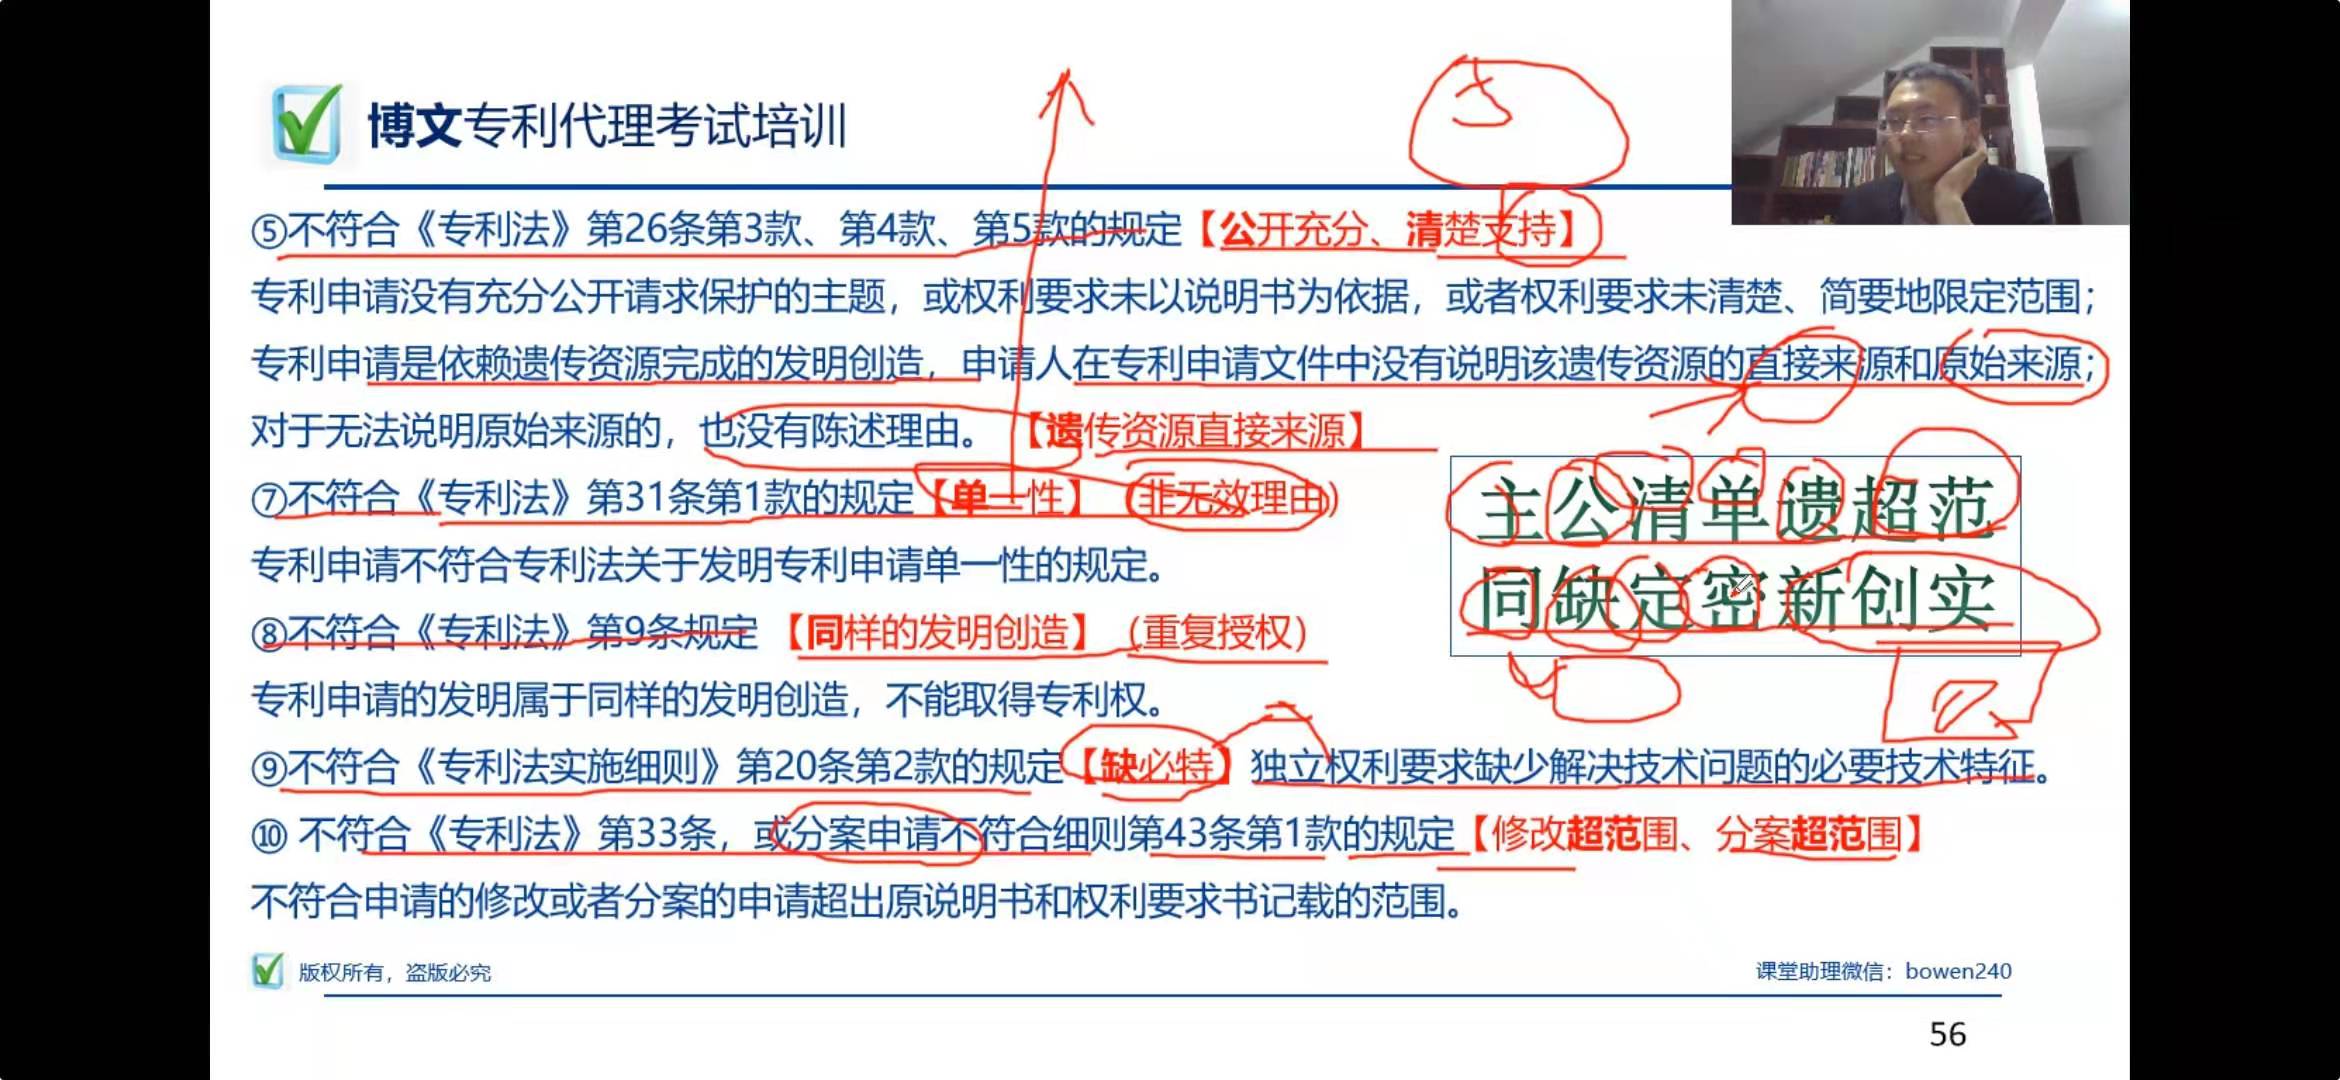 博文专利代理考试培训
⑤不符合《专利法》第26条第3款、第4款、第5款的规定【公开充分、清楚支持】
专利申请没有充分公开请求保护的主题，或权利要求未以说明书为依据，或者权利要求未清楚、简要地限定范围；
专利申请是依赖遗传资源完成的发明创造，申请人在专利申请文件中没有说明该遗传资源的直接来源和原始来源；
对于无法说明原始来源的，也没有陈述理由。【遗传资源直接来源】
⑦不符合《专利法》第31条第1款的规定【单一性】（非无效理由）
专利申请不符合专利法关于发明专利申请单一性的规定。
⑧不符合《专利法》第9条规定 【同样的发明创造】（重复授权）
专利申请的发明属于同样的发明创造，不能取得专利权。
⑨不符合《专利法实施细则》第20条第2款的规定【缺必特】独立权利要求缺少解决技术问题的必要技术特征。
⑩ 不符合《专利法》第33条，或分案申请不符合细则第43条第1款的规定【修改超范围、分案超范围】
不符合申请的修改或者分案的申请超出原说明书和权利要求书记载的范围。
主公清单遗超范
同缺定密新创实
版权所有，盗版必究
课堂助理微信：bowen240
56